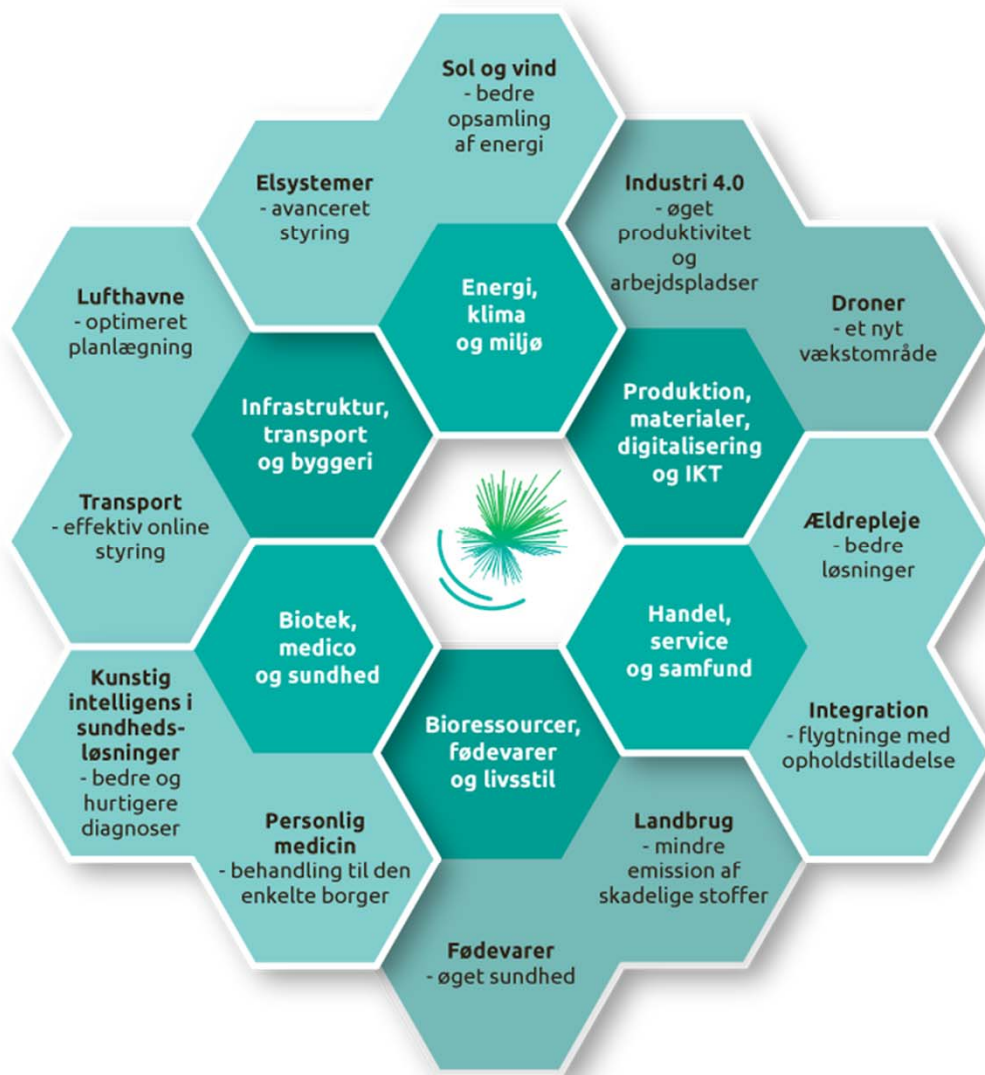 Sol og vind
- bedre
opsamling
af energi
Elsystemer
- avanceret
styring
Industri 4.0
- øget
produktivitet
og
arbejdspladser
Lufthavne
- optimeret
planlægning
Energi,
klima
og miljø
Droner
- et nyt
vækstområde
Infrastruktur,
transport
og byggeri
Produktion,
materialer,
digitalisering
og IKT
Transport
- effektiv online
styring
Ældrepleje
- bedre
løsninger
Biotek,
medico
og sundhed
Handel,
service
og samfund
Kunstig
intelligens i
sundheds-
løsninger
- bedre og
hurtigere
diagnoser
Bioressourcer,
fødevarer
og livsstil
Integration
- flygtninge med
opholdstilladelse
Personlig
medicin
- behandling til den
enkelte borger
Landbrug
- mindre
emission af
skadelige stoffer
Fødevarer
- øget sundhed